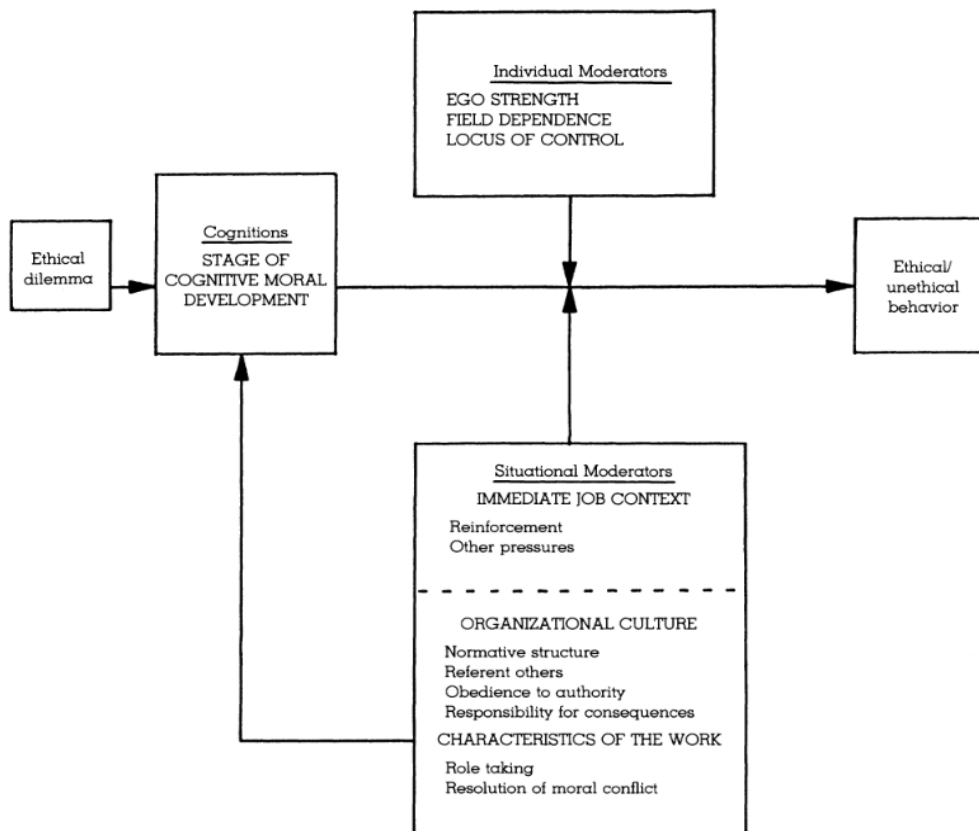 Individual Moderators
EGO STRENGTH
FIELD DEPENDENCE
LOCUS OF CONTROL
Ethical
dilemma
Cognitions
STAGE OF
COGNITIVE MORAL
DEVELOPMENT
Ethical/
unethical
behavior
Situational Moderators
IMMEDIATE JOB CONTEXT
Reinforcement
Other pressures
ORGANIZATIONAL CULTURE
Normative structure
Referent others
Obedience to authority
Responsibility for consequences
CHARACTERISTICS OF THE WORK
Role taking
Resolution of moral conflict